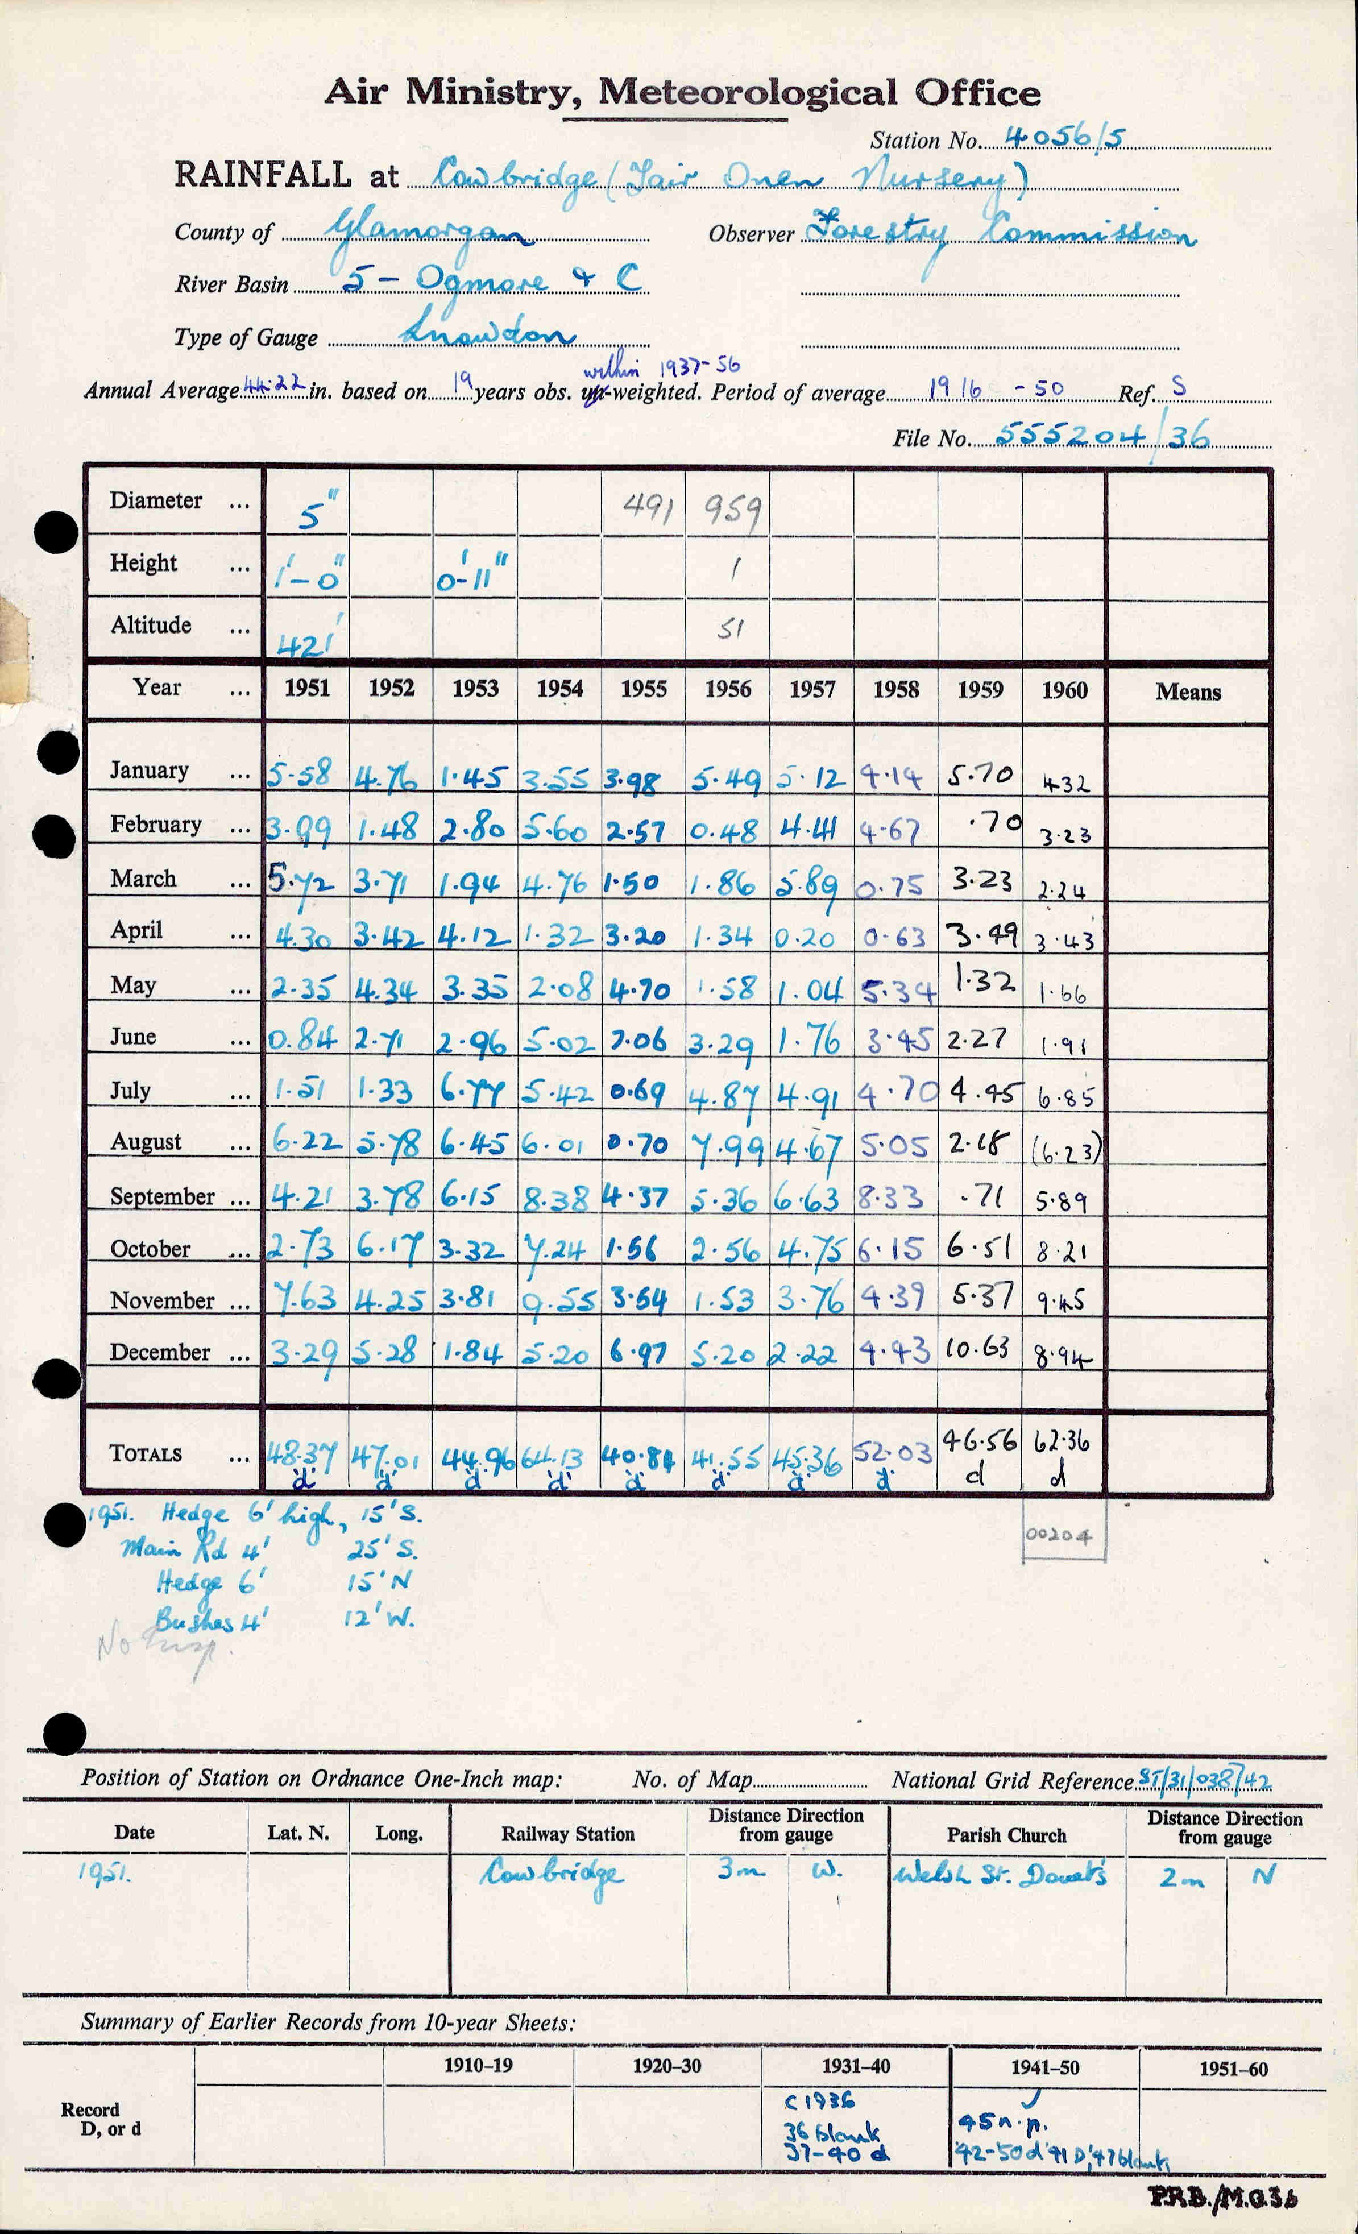 Air Ministry, Meteorological Office
Station No. 4056/5
RAINFALL at Cowbridge (Tair Onen Nursery)
County of Glamorgan Observer Forestry Commission
River Basin 5 - Ogmore & C
Type of Gauge Snowdon
within 1937-56
Annual Average 44.22 in. based on 19 years obs. un-weighted. Period of average 1916 - 50 Ref. S
File No. 555204/36
Diameter ... 5" 491 959
Height ... 1'-0" 0'-11" 1
Altitude ... 421' 51
Year ... 1951 1952 1953 1954 1955 1956 1957 1958 1959 1960 Means
January ... 5.58 4.76 1.45 3.55 3.98 5.49 5.12 4.14 5.70 4.32
February ... 3.99 1.48 2.80 5.60 2.57 0.48 4.41 4.67 .70 3.23
March ... 5.72 3.71 1.94 4.76 1.50 1.86 5.89 0.75 3.23 2.24
April ... 4.30 3.42 4.12 1.32 3.20 1.34 0.20 0.63 3.49 3.43
May ... 2.35 4.34 3.35 2.08 4.70 1.58 1.04 5.34 1.32 1.66
June ... 0.84 2.71 2.96 5.02 7.06 3.29 1.76 3.45 2.27 1.91
July ... 1.51 1.33 6.77 5.42 0.69 4.87 4.91 4.70 4.45 6.85
August ... 6.22 5.78 6.45 6.01 0.70 7.99 4.67 5.05 2.18 (6.23)
September ... 4.21 3.78 6.15 8.38 4.37 5.36 6.63 8.33 .71 5.89
October ... 2.73 6.17 3.32 7.24 1.56 2.56 4.75 6.15 6.51 8.21
November ... 7.63 4.25 3.81 9.55 3.54 1.53 3.76 4.39 5.37 9.45
December ... 3.29 5.28 1.84 5.20 6.97 5.20 2.22 4.43 10.63 8.94
TOTALS ... 48.37 47.01 44.96 64.13 40.84 41.55 45.36 52.03 46.56 62.36
d d d d d d d d d d
1951. Hedge 6' high, 15' S.
00204
Main Rd 4' 25' S.
Hedge 6' 15' N
Bushes 4' 12' W.
No Insp.
Position of Station on Ordnance One-Inch map: No. of Map National Grid Reference ST/31/038742
Date Lat. N. Long. Railway Station Distance Direction from gauge Parish Church Distance Direction from gauge
1951. Cowbridge 3m W. Welsh St. Donat's 2m N
Summary of Earlier Records from 10-year Sheets:
1910–19 1920–30 1931–40 1941–50 1951–60
Record D, or d
C 1936
36 blank 45 n.p.
37-40 d 42-50d '41 D, '47 blank
P.R.B./M.O.36